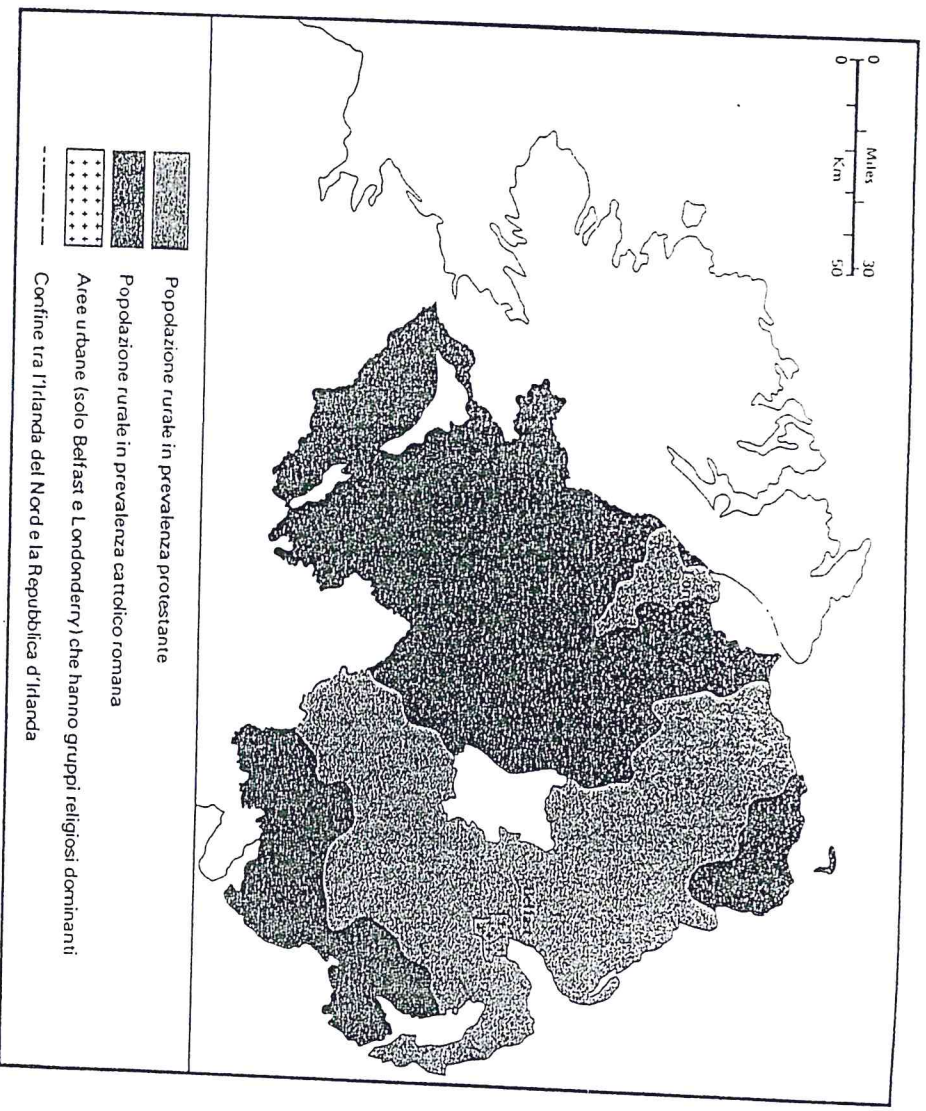 0 Miles 30
0 Km 50
Popolazione rurale in prevalenza protestante
Popolazione rurale in prevalenza cattolico romana
Aree urbane (solo Belfast e Londonderry) che hanno gruppi religiosi dominanti
Confine tra l'Irlanda del Nord e la Repubblica d'Irlanda